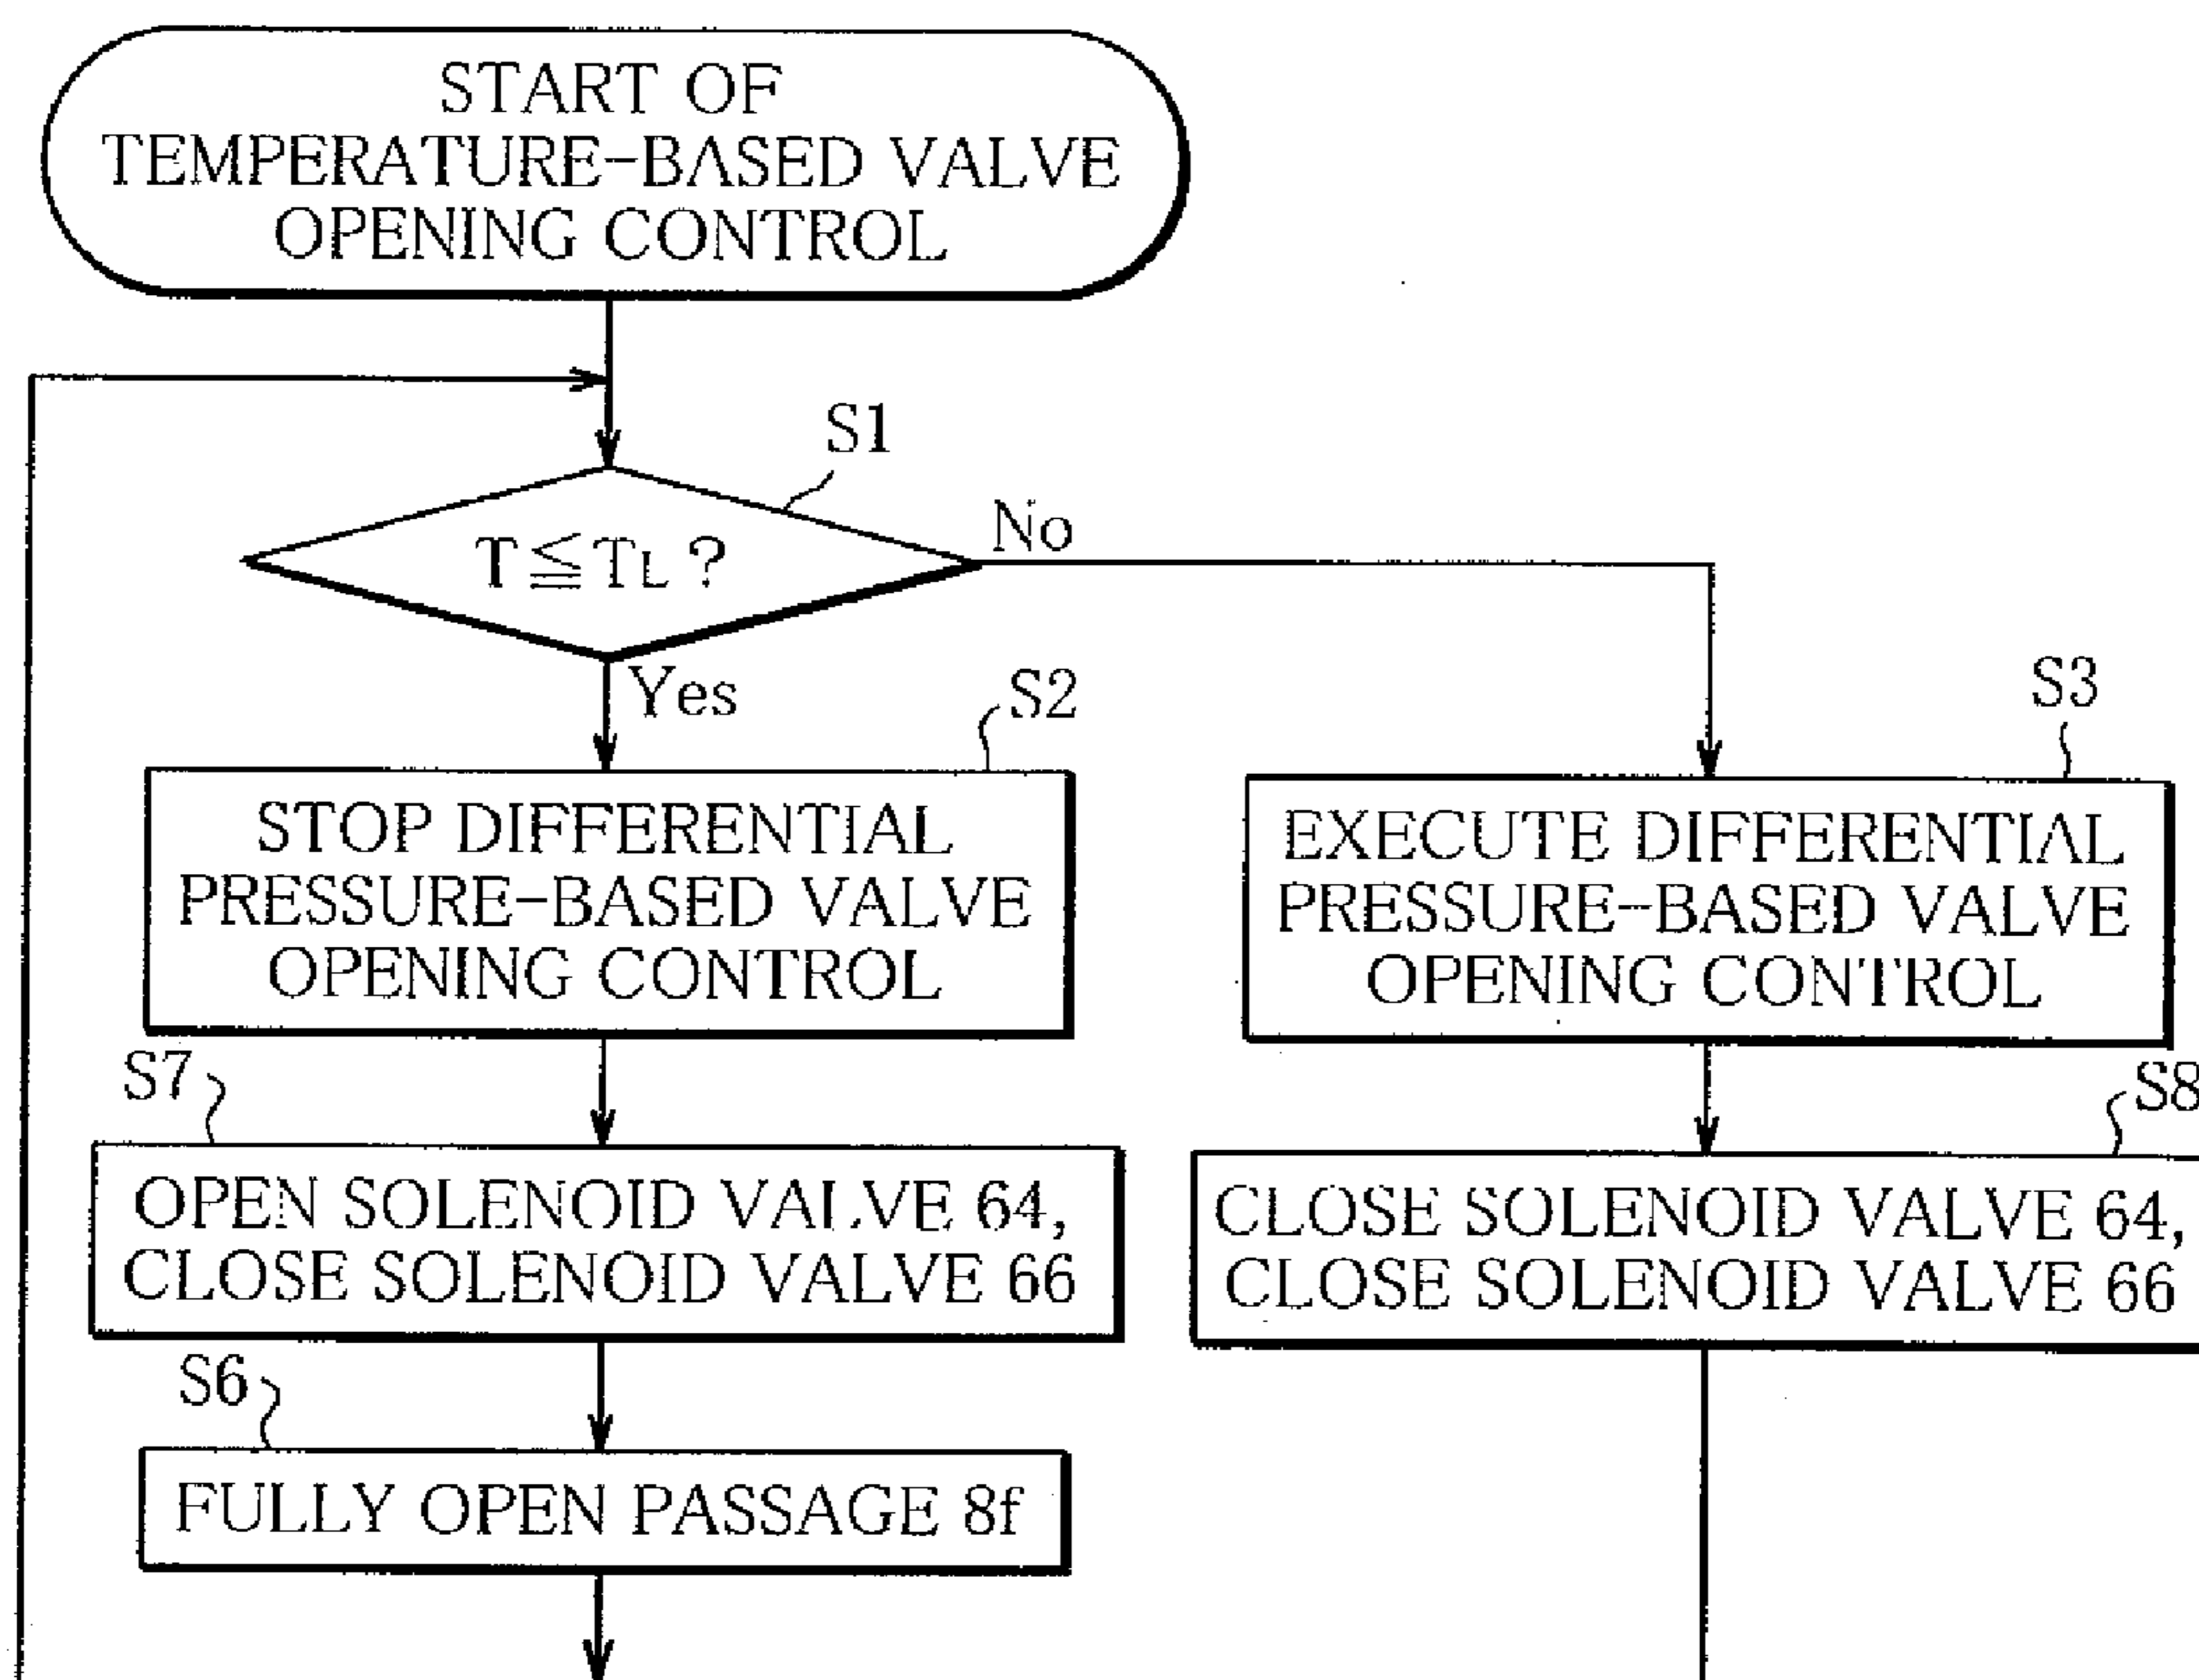 START OF
TEMPERATURE-BASED VALVE
OPENING CONTROL
S1
T≦TL ?
No
Yes
S2
STOP DIFFERENTIAL
PRESSURE-BASED VALVE
OPENING CONTROL
S3
EXECUTE DIFFERENTIAL
PRESSURE-BASED VALVE
OPENING CONTROL
S7
OPEN SOLENOID VALVE 64,
CLOSE SOLENOID VALVE 66
S8
CLOSE SOLENOID VALVE 64,
CLOSE SOLENOID VALVE 66
S6
FULLY OPEN PASSAGE 8f